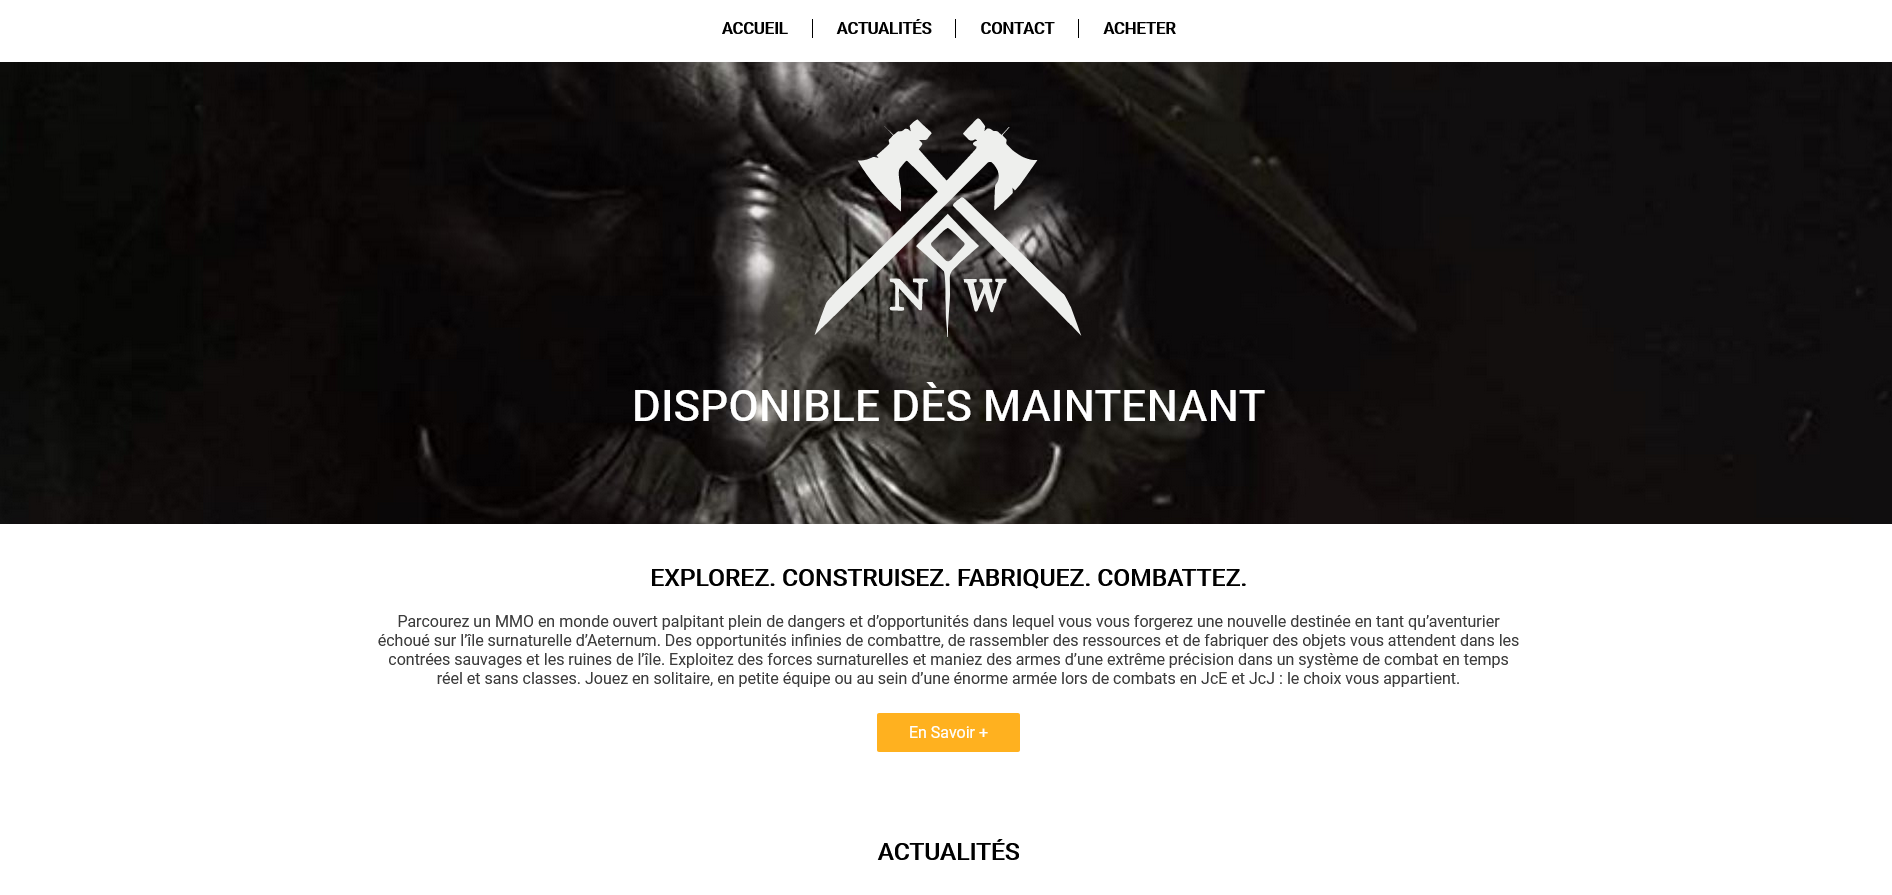 ACCUEIL
ACTUALITÉS
CONTACT
ACHETER
N W
DISPONIBLE DÈS MAINTENANT
EXPLOREZ. CONSTRUISEZ. FABRIQUEZ. COMBATTEZ.
Parcourez un MMO en monde ouvert palpitant plein de dangers et d’opportunités dans lequel vous vous forgerez une nouvelle destinée en tant qu’aventurier
échoué sur l’île surnaturelle d’Aeternum. Des opportunités infinies de combattre, de rassembler des ressources et de fabriquer des objets vous attendent dans les
contrées sauvages et les ruines de l’île. Exploitez des forces surnaturelles et maniez des armes d’une extrême précision dans un système de combat en temps
réel et sans classes. Jouez en solitaire, en petite équipe ou au sein d’une énorme armée lors de combats en JcE et JcJ : le choix vous appartient.
En Savoir +
ACTUALITÉS